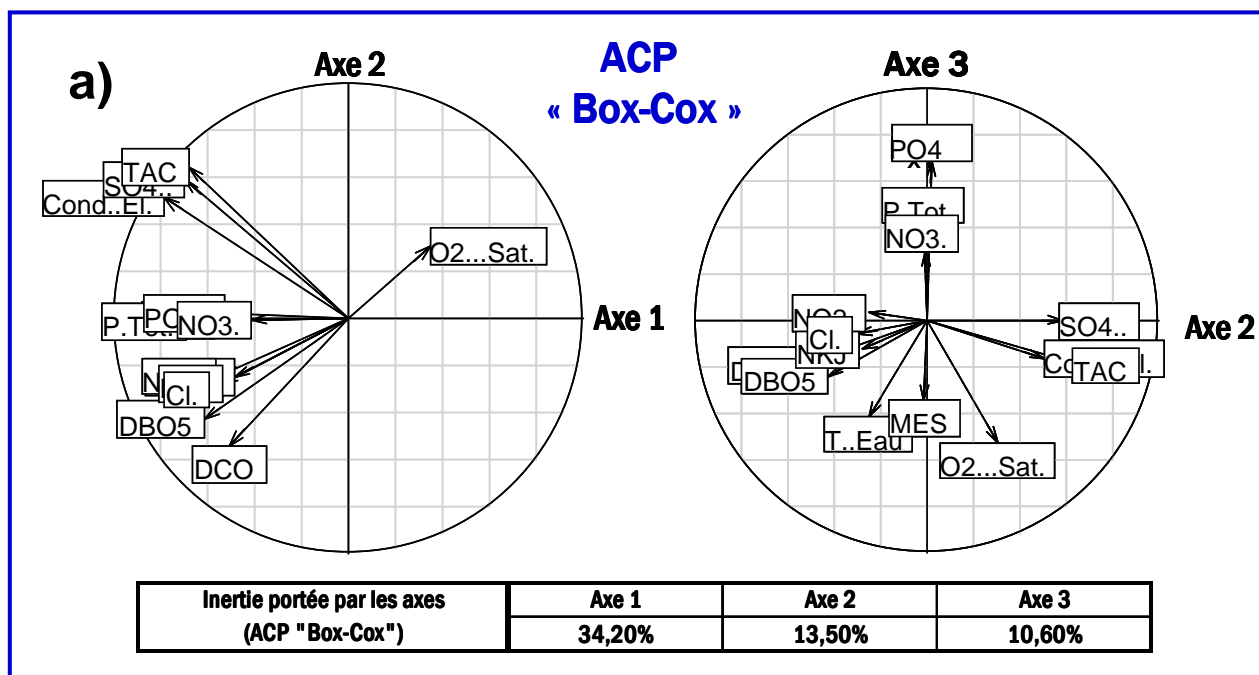 a)
ACP
« Box-Cox »
Axe 2
TAC
SO4..
Cond..El.
O2...Sat.
P.Tot.
NO3.
Axe 1
Cl.
DBO5
DCO
Axe 3
PO4
P.Tot.
NO3.
Cl.
NKJ
DBO5
SO4..
TAC
Axe 2
MES
T..Eau
O2...Sat.
Inertie portée par les axes
(ACP "Box-Cox")
Axe 1
Axe 2
Axe 3
34,20%
13,50%
10,60%